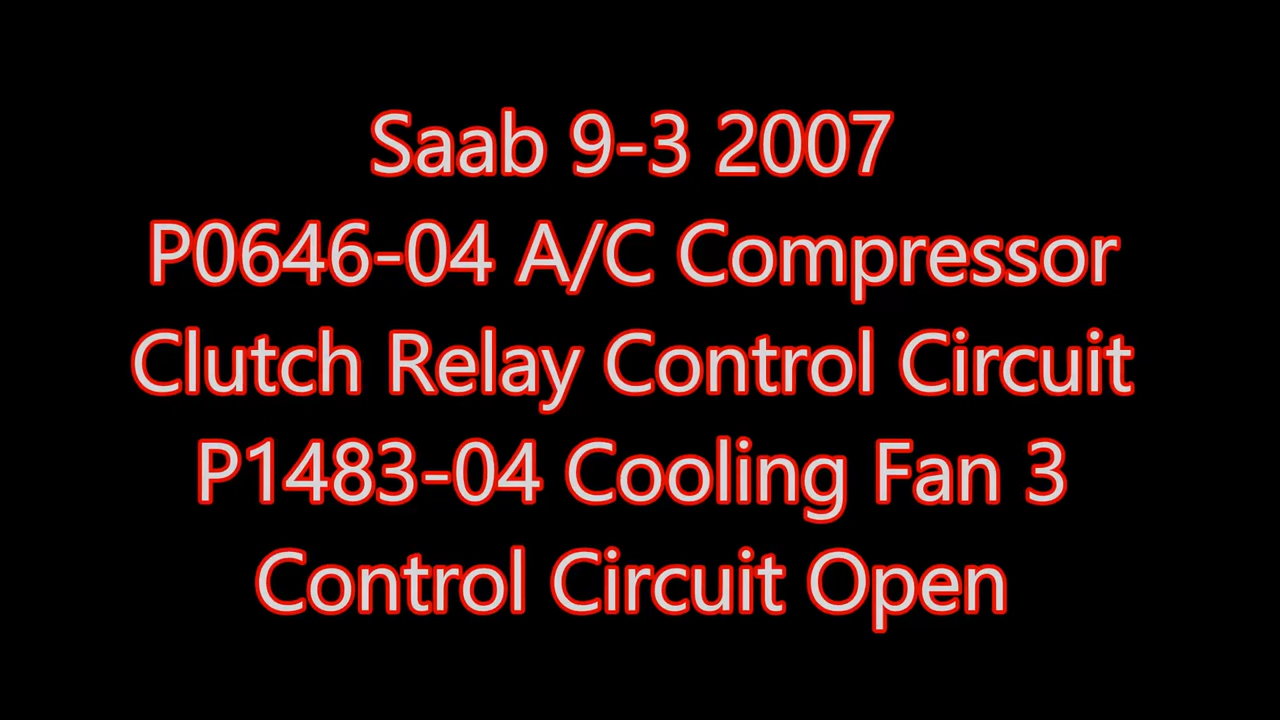 Saab 9-3 2007
P0646-04 A/C Compressor
Clutch Relay Control Circuit
P1483-04 Cooling Fan 3
Control Circuit Open